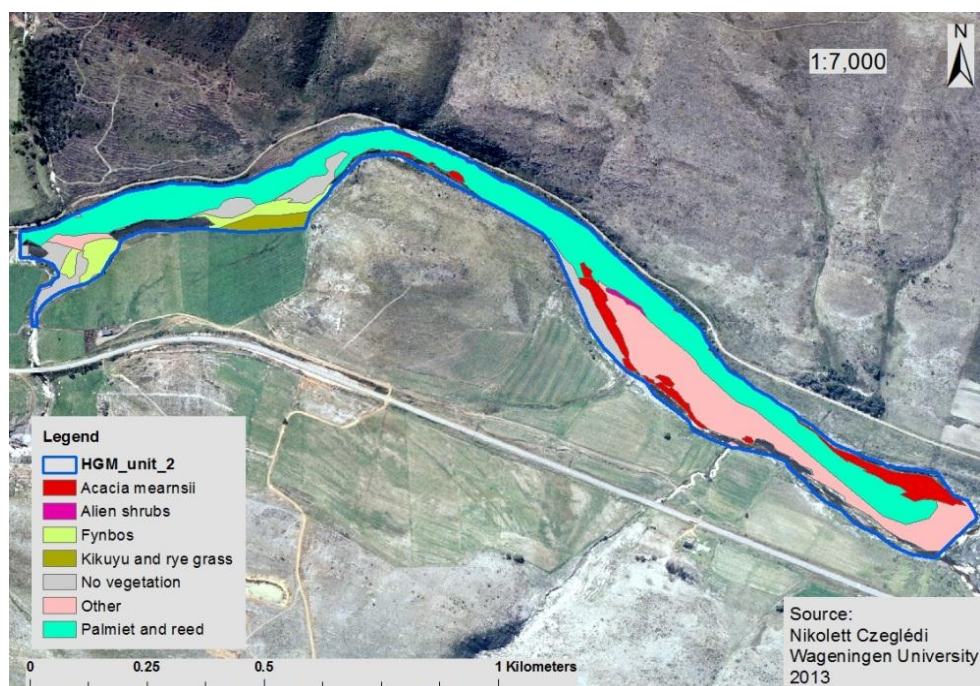 N
1:7,000
Legend
HGM_unit_2
Acacia mearnsii
Alien shrubs
Fynbos
Kikuyu and rye grass
No vegetation
Other
Palmiet and reed
Source:
Nikolett Czeglédi
Wageningen University
2013
0 0.25 0.5 1 Kilometers